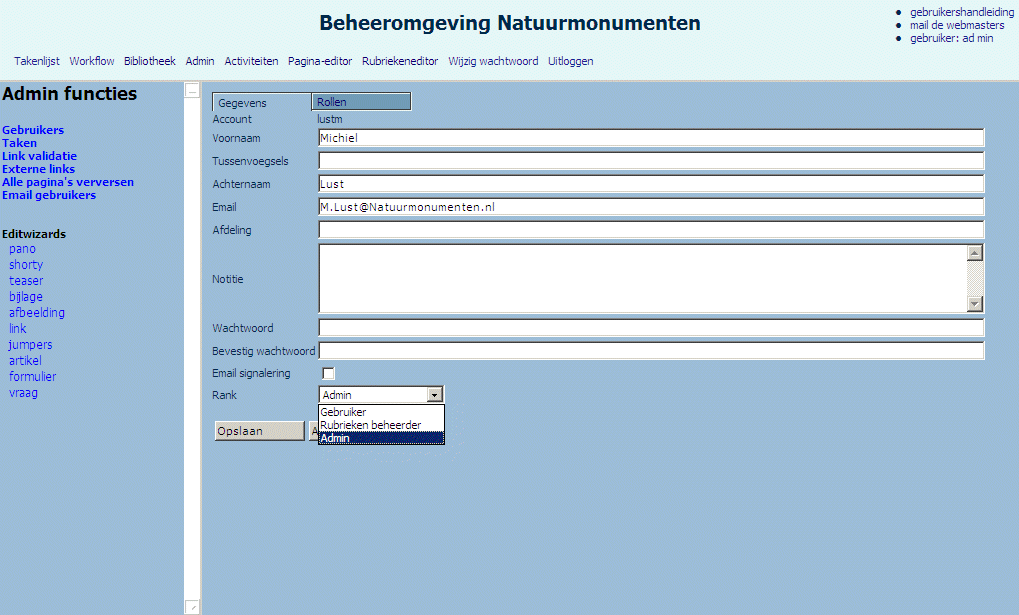 Beheeromgeving Natuurmonumenten
gebruikershandleiding
mail de webmasters
gebruiker: ad min
Takenlijst Workflow Bibliotheek Admin Activiteiten Pagina-editor Rubriekeneditor Wijzig wachtwoord Uitloggen
Admin functies
Gebruikers
Taken
Link validatie
Externe links
Alle pagina's verversen
Email gebruikers
Editwizards
pano
shorty
teaser
bijlage
afbeelding
link
jumpers
artikel
formulier
vraag
Gegevens Rollen
Account lustm
Voornaam Michiel
Tussenvoegsels
Achternaam Lust
Email M.Lust@Natuurmonumenten.nl
Afdeling
Notitie
Wachtwoord
Bevestig wachtwoord
Email signalering
Rank Admin
Gebruiker
Rubrieken beheerder
Admin
Opslaan